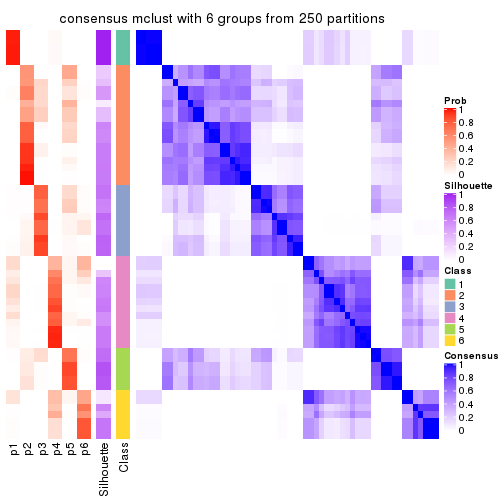 consensus mclust with 6 groups from 250 partitions
Prob
1
0.8
0.6
0.4
0.2
0
Silhouette
1
0.8
0.6
0.4
0.2
0
Class
1
2
3
4
5
6
Consensus
1
0.8
0.6
0.4
0.2
0
p1
p2
p3
p4
p5
p6
Silhouette
Class